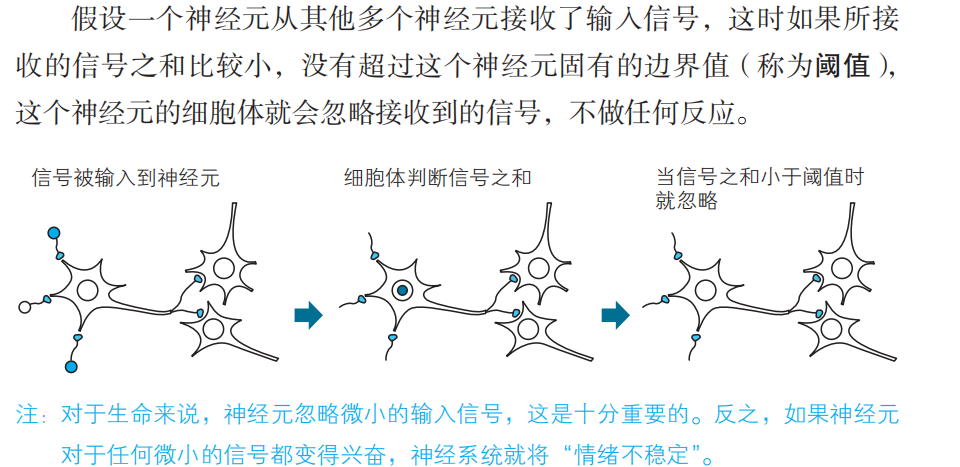 假设一个神经元从其他多个神经元接收了输入信号，这时如果所接
收的信号之和比较小，没有超过这个神经元固有的边界值（称为阈值），
这个神经元的细胞体就会忽略接收到的信号，不做任何反应。
信号被输入到神经元
细胞体判断信号之和
当信号之和小于阈值时
就忽略
注：对于生命来说，神经元忽略微小的输入信号，这是十分重要的。反之，如果神经元
对于任何微小的信号都变得兴奋，神经系统就将“情绪不稳定”。